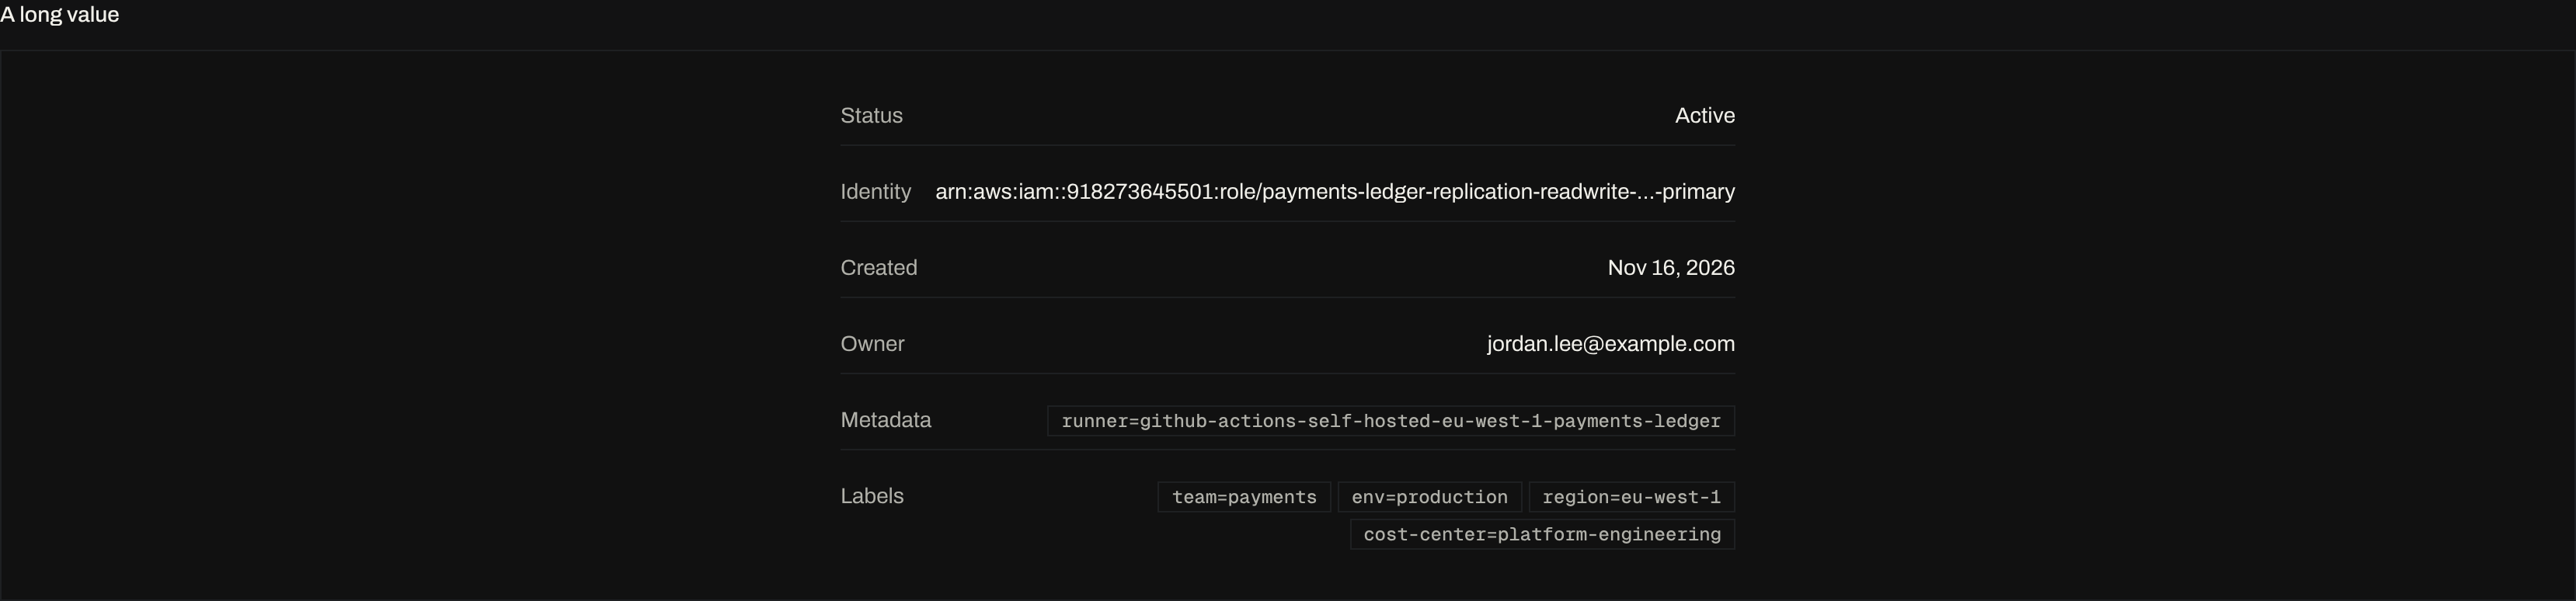 A long value
Status Active
Identity arn:aws:iam::918273645501:role/payments-ledger-replication-readwrite-...-primary
Created Nov 16, 2026
Owner jordan.lee@example.com
Metadata runner=github-actions-self-hosted-eu-west-1-payments-ledger
Labels team=payments env=production region=eu-west-1
cost-center=platform-engineering